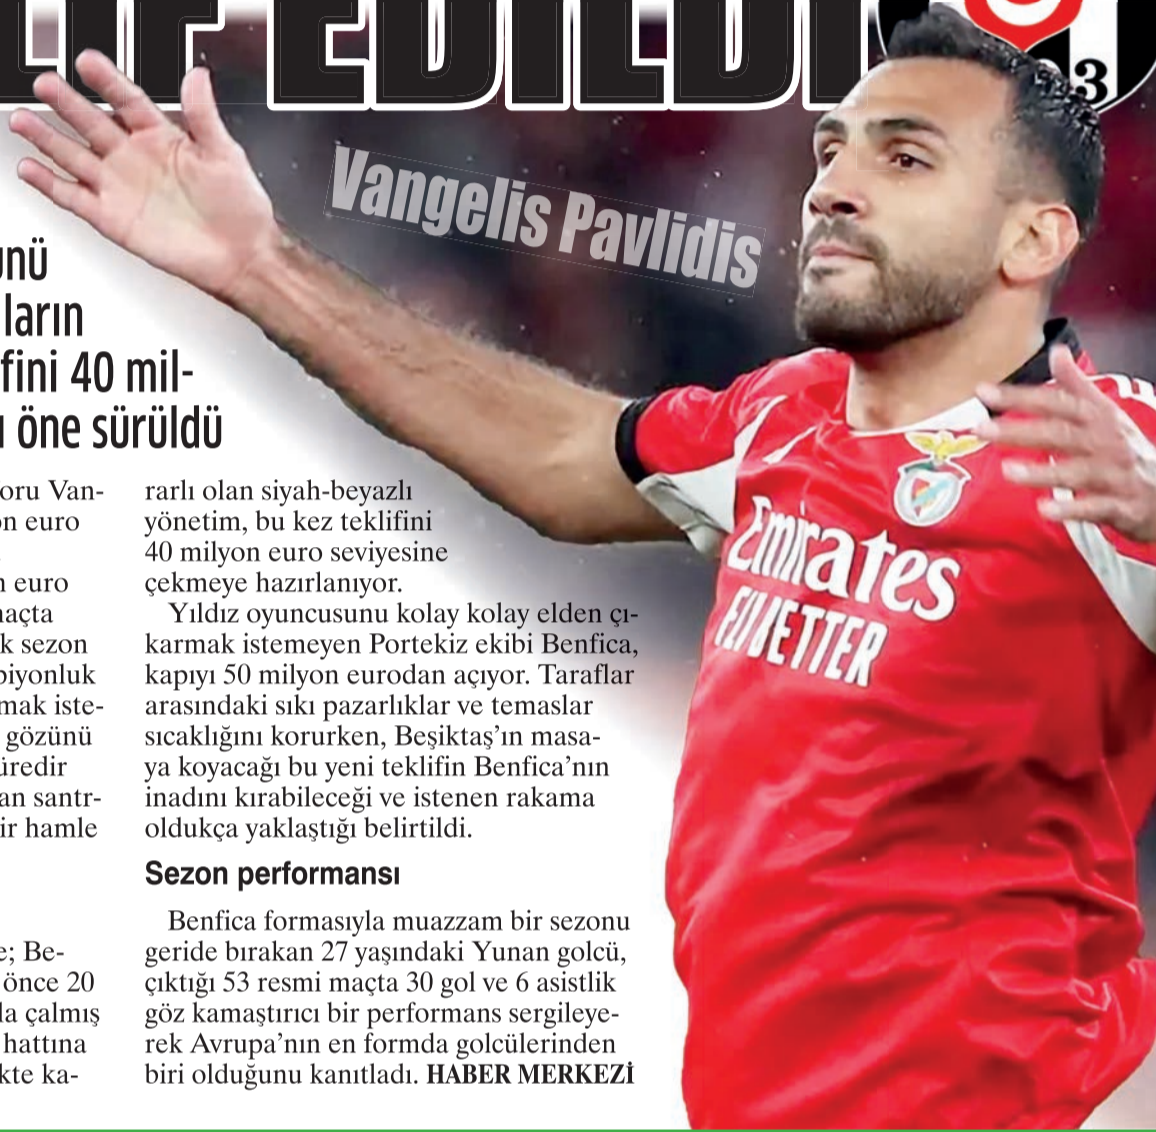 LİF EDİLDİ
03
Vangelis Pavlidis
ünü
ların
fini 40 mil-
ı öne sürüldü
oru Van-
on euro
n euro
naçta
k sezon
piyonluk
mak iste-
gözünü
üredir
an santr-
ir hamle
e; Be-
önce 20
la çalmış
hattına
kte ka-
rarlı olan siyah-beyazlı
yönetim, bu kez teklifini
40 milyon euro seviyesine
çekmeye hazırlanıyor.
Yıldız oyuncusunu kolay kolay elden çı-
karmak istemeyen Portekiz ekibi Benfica,
kapıyı 50 milyon eurodan açıyor. Taraflar
arasındaki sıkı pazarlıklar ve temaslar
sıcaklığını korurken, Beşiktaş’ın masa-
ya koyacağı bu yeni teklifin Benfica’nın
inadını kırabileceği ve istenen rakama
oldukça yaklaştığı belirtildi.
Sezon performansı
Benfica formasıyla muazzam bir sezonu
geride bırakan 27 yaşındaki Yunan golcü,
çıktığı 53 resmi maçta 30 gol ve 6 asistlik
göz kamaştırıcı bir performans sergileye-
rek Avrupa’nın en formda golcülerinden
biri olduğunu kanıtladı. HABER MERKEZİ
Emirates
FLY BETTER